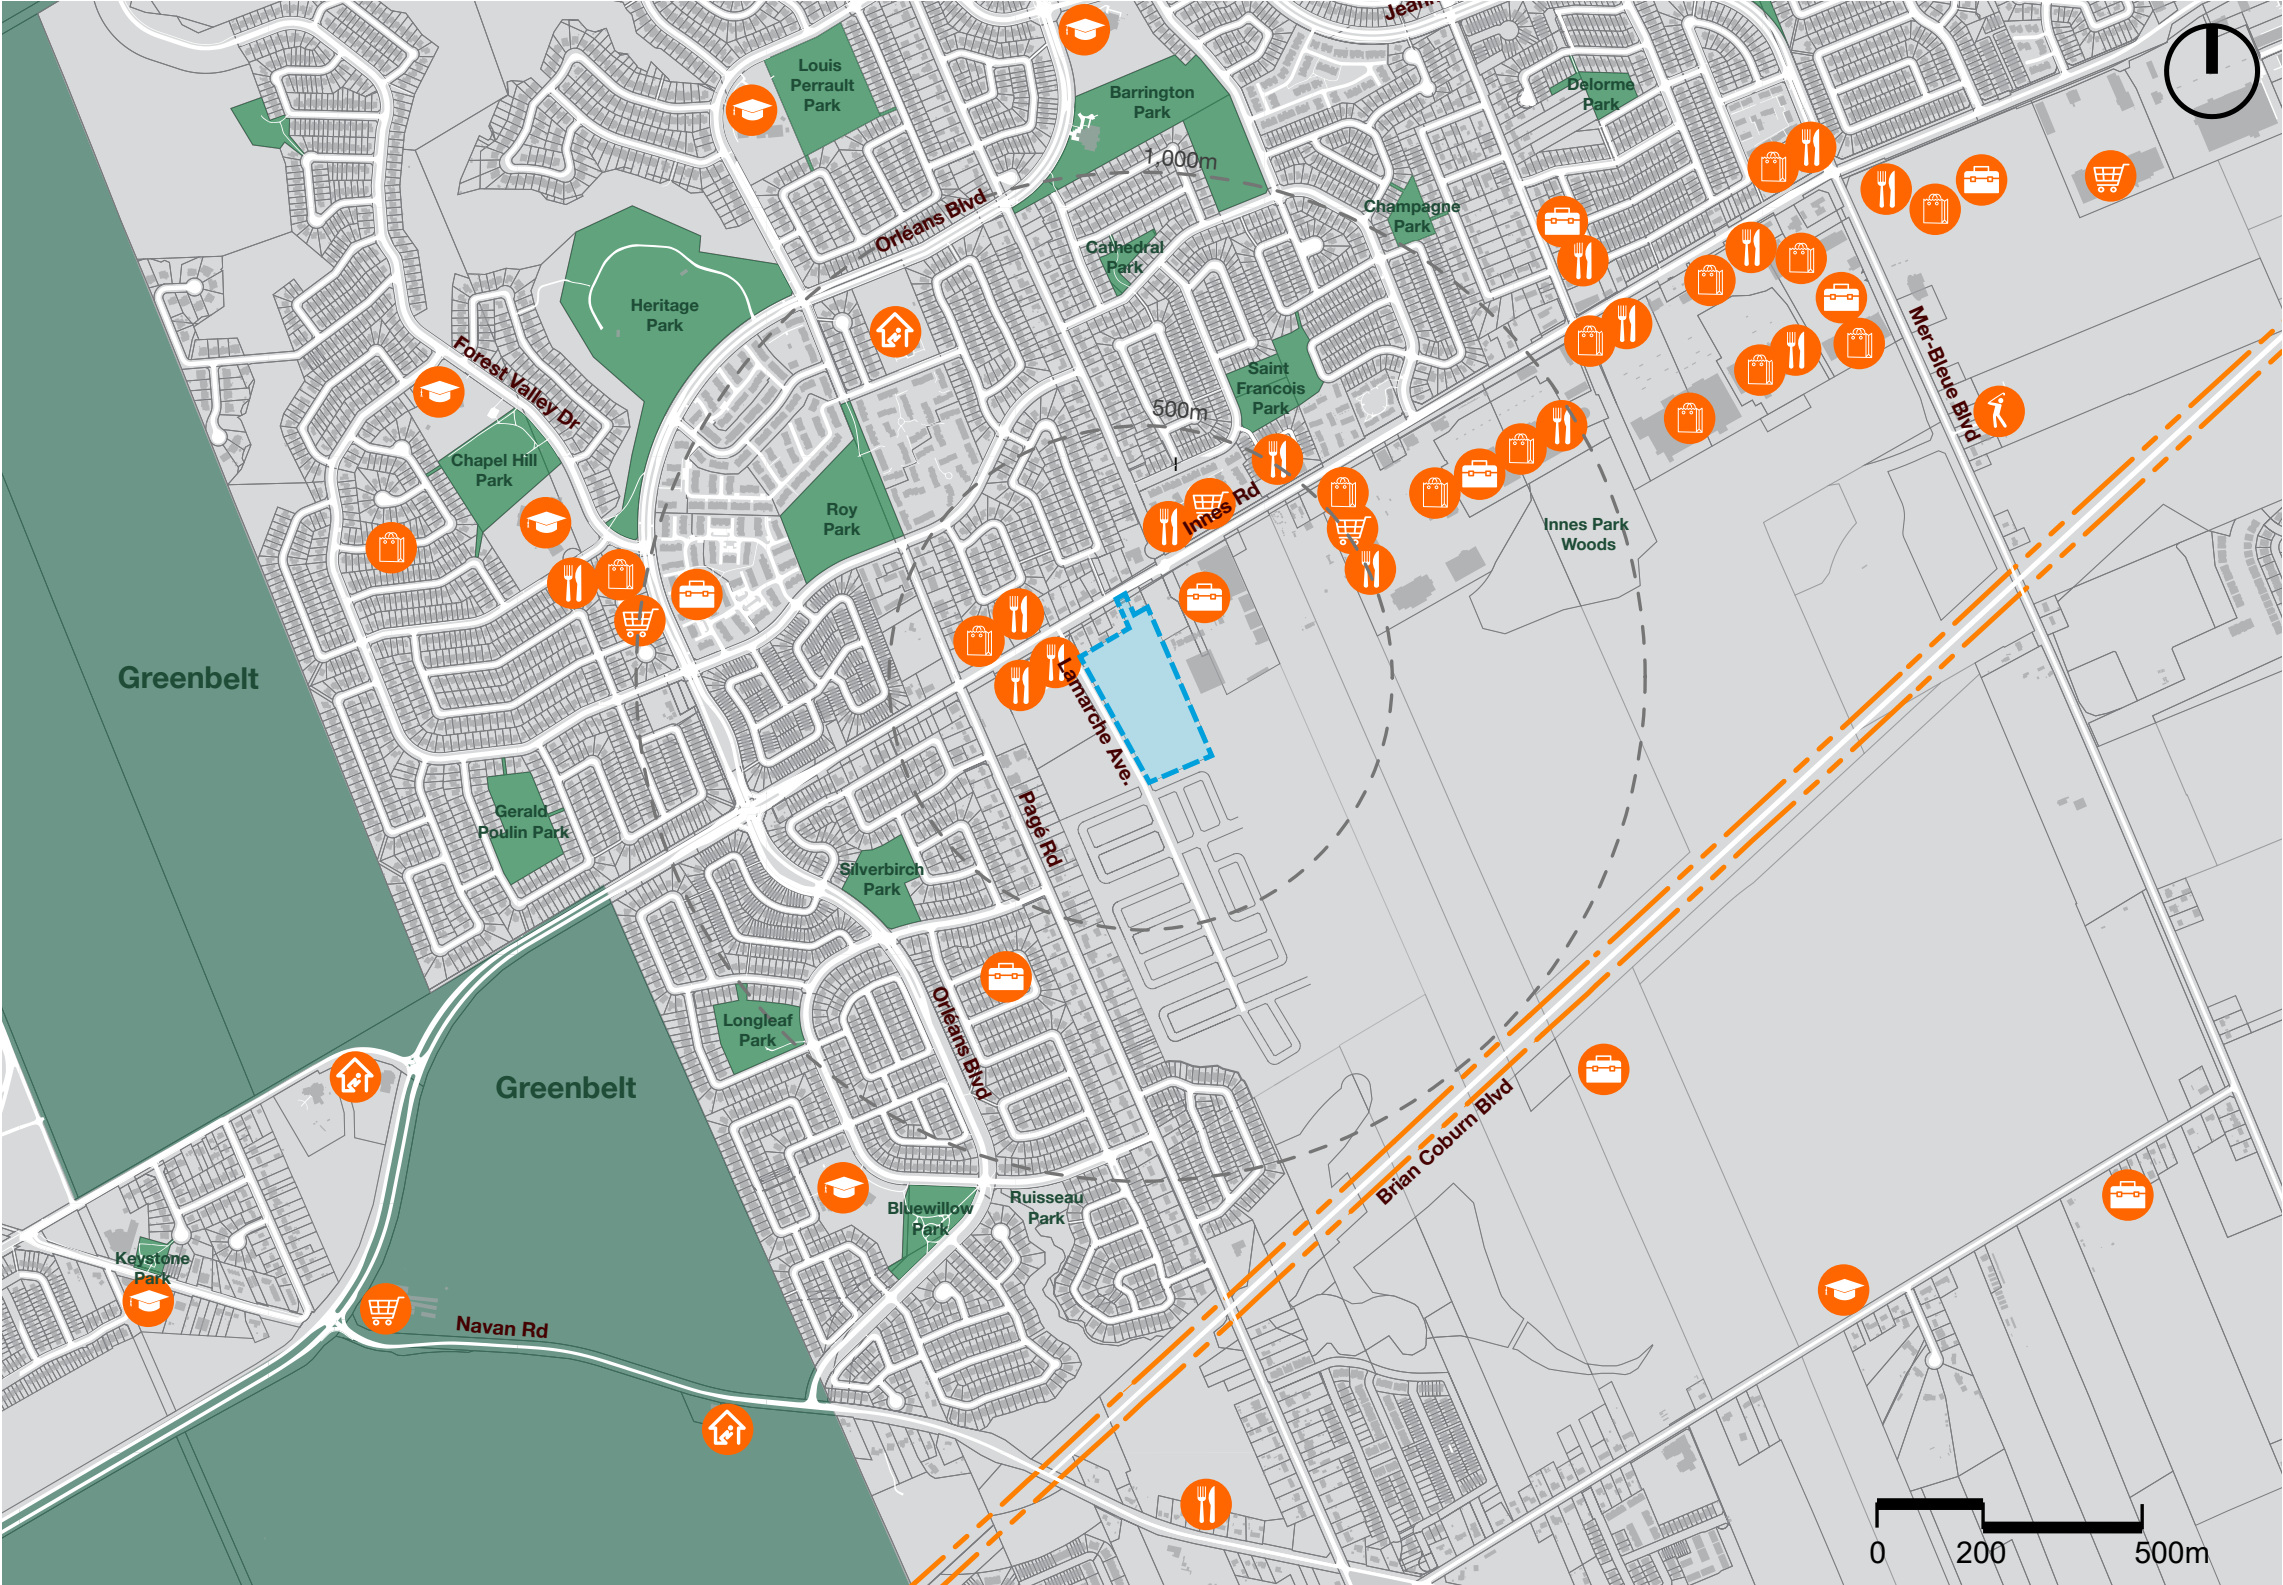 Jean
Louis
Perrault
Park
Barrington
Park
Delorme
Park
1,000m
Orléans Blvd
Champagne
Park
Cathedral
Park
Heritage
Park
Forest Valley Dr
Saint
Francois
Park
500m
Mer-Bleue Blvd
Chapel Hill
Park
Roy
Park
Innes Rd
Innes Park
Woods
Greenbelt
Lamarche Ave.
Gerald
Poulin Park
Pagé Rd
Silverbirch
Park
Longleaf
Park
Orléans Blvd
Greenbelt
Brian Coburn Blvd
Bluewillow
Park
Ruisseau
Park
Keystone
Park
Navan Rd
0 200 500m